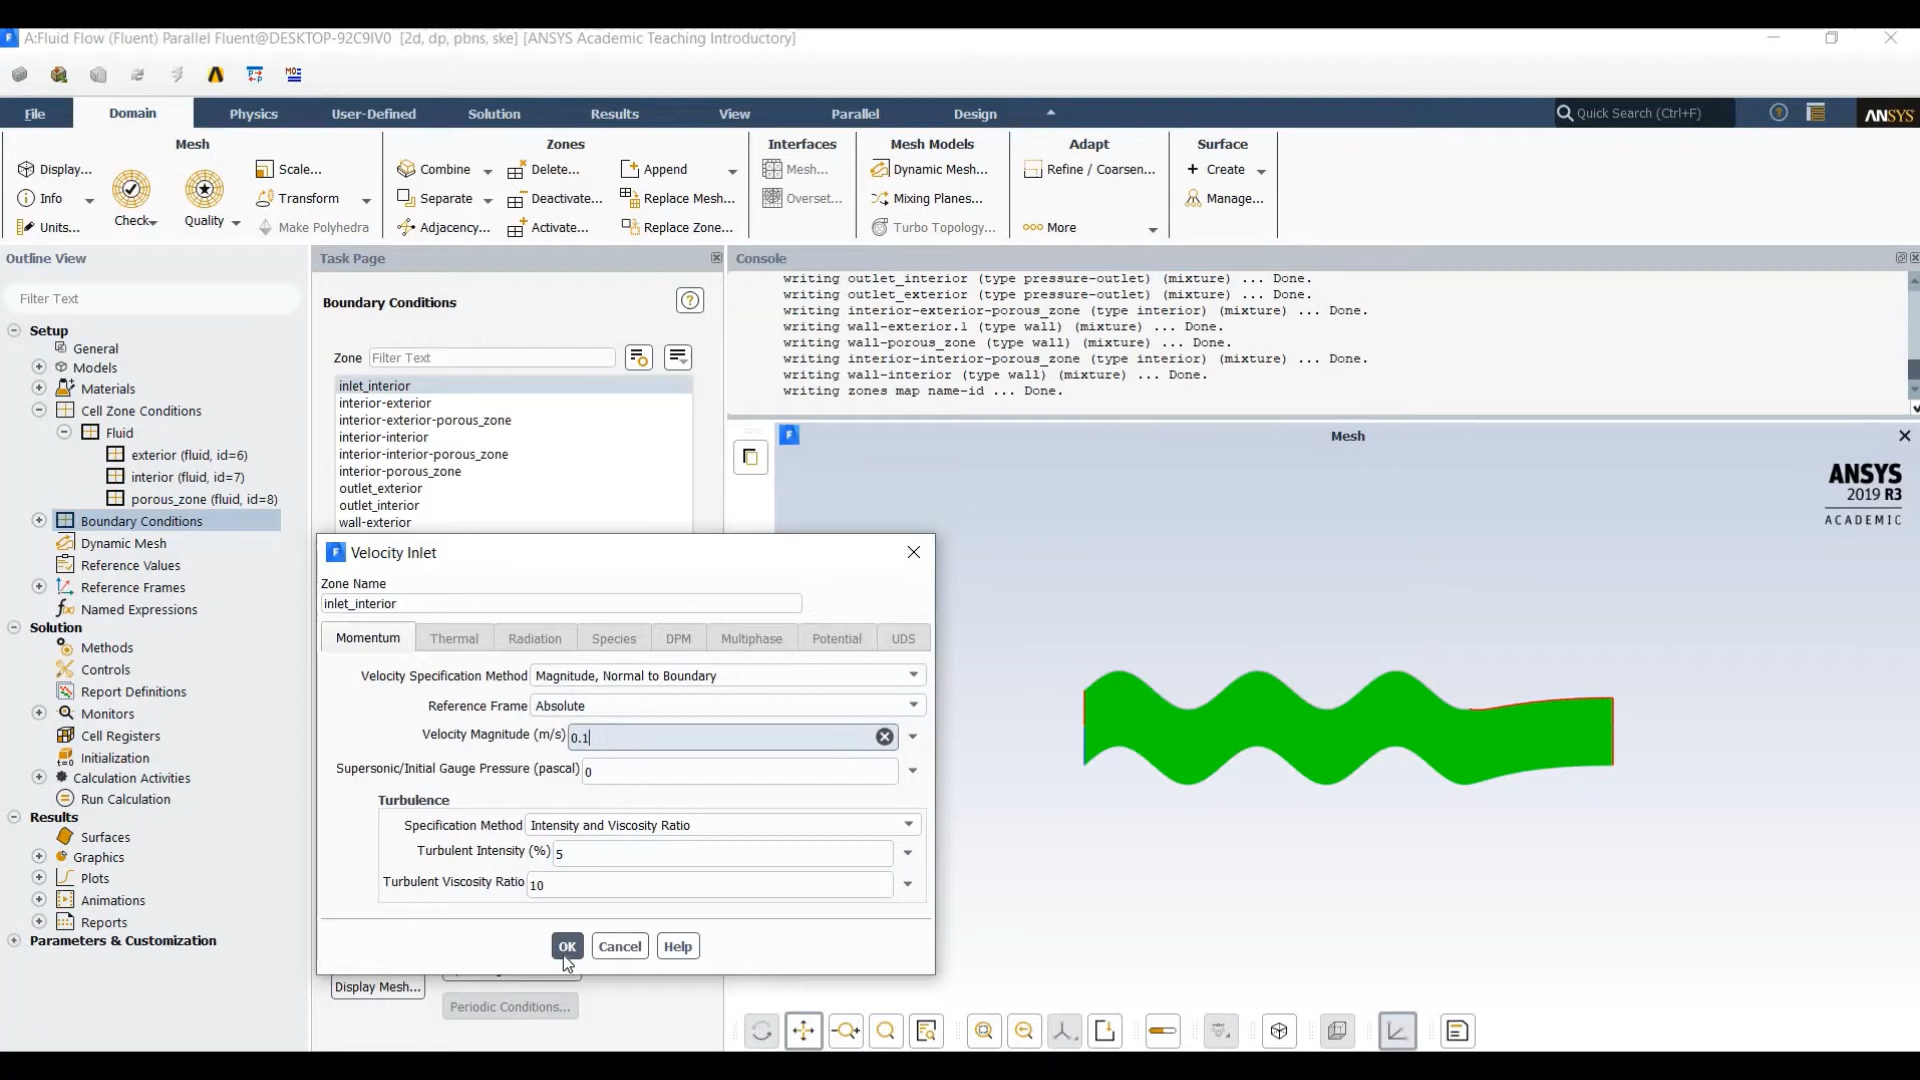 A:Fluid Flow (Fluent) Parallel Fluent@DESKTOP-92C9IV0 [2d, dp, pbns, ske] [ANSYS Academic Teaching Introductory]
File Domain Physics User-Defined Solution Results View Parallel Design Quick Search (Ctrl+F) ANSYS
Mesh Zones Interfaces Mesh Models Adapt Surface
Display... Scale... Combine Delete... Append Mesh... Dynamic Mesh... Refine / Coarsen... + Create
Info Check Quality Transform Separate Deactivate... Replace Mesh... Overset... Mixing Planes... Manage...
Units... Make Polyhedra Adjacency... Activate... Replace Zone... Turbo Topology... More
Outline View
Filter Text
Setup
General
Models
Materials
Cell Zone Conditions
Fluid
exterior (fluid, id=6)
interior (fluid, id=7)
porous_zone (fluid, id=8)
Boundary Conditions
Dynamic Mesh
Reference Values
Reference Frames
Named Expressions
Solution
Methods
Controls
Report Definitions
Monitors
Cell Registers
Initialization
Calculation Activities
Run Calculation
Results
Surfaces
Graphics
Plots
Animations
Reports
Parameters & Customization
Task Page
Boundary Conditions
Zone Filter Text
inlet_interior
interior-exterior
interior-exterior-porous_zone
interior-interior
interior-interior-porous_zone
interior-porous_zone
outlet_exterior
outlet_interior
wall-exterior
Velocity Inlet
Zone Name
inlet_interior
Momentum Thermal Radiation Species DPM Multiphase Potential UDS
Velocity Specification Method Magnitude, Normal to Boundary
Reference Frame Absolute
Velocity Magnitude (m/s) 0.1
Supersonic/Initial Gauge Pressure (pascal) 0
Turbulence
Specification Method Intensity and Viscosity Ratio
Turbulent Intensity (%) 5
Turbulent Viscosity Ratio 10
OK Cancel Help
Display Mesh...
Periodic Conditions...
Console
writing outlet_interior (type pressure-outlet) (mixture) ... Done.
writing outlet_exterior (type pressure-outlet) (mixture) ... Done.
writing interior-exterior-porous_zone (type interior) (mixture) ... Done.
writing wall-exterior.1 (type wall) (mixture) ... Done.
writing wall-porous_zone (type wall) (mixture) ... Done.
writing interior-interior-porous_zone (type interior) (mixture) ... Done.
writing wall-interior (type wall) (mixture) ... Done.
writing zones map name-id ... Done.
Mesh
ANSYS
2019 R3
ACADEMIC